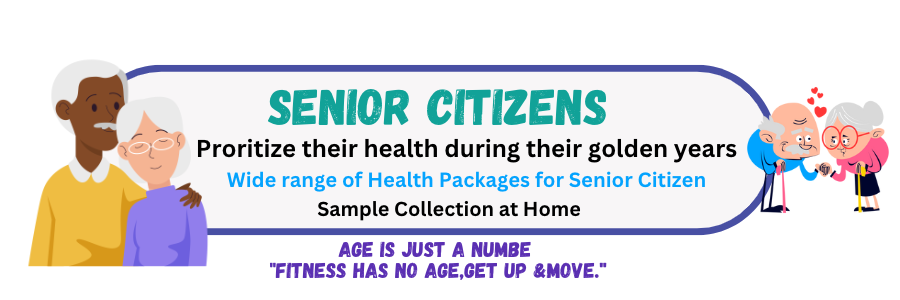 SENIOR CITIZENS
Proritize their health during their golden years
Wide range of Health Packages for Senior Citizen
Sample Collection at Home
AGE IS JUST A NUMBE
"FITNESS HAS NO AGE,GET UP &MOVE."